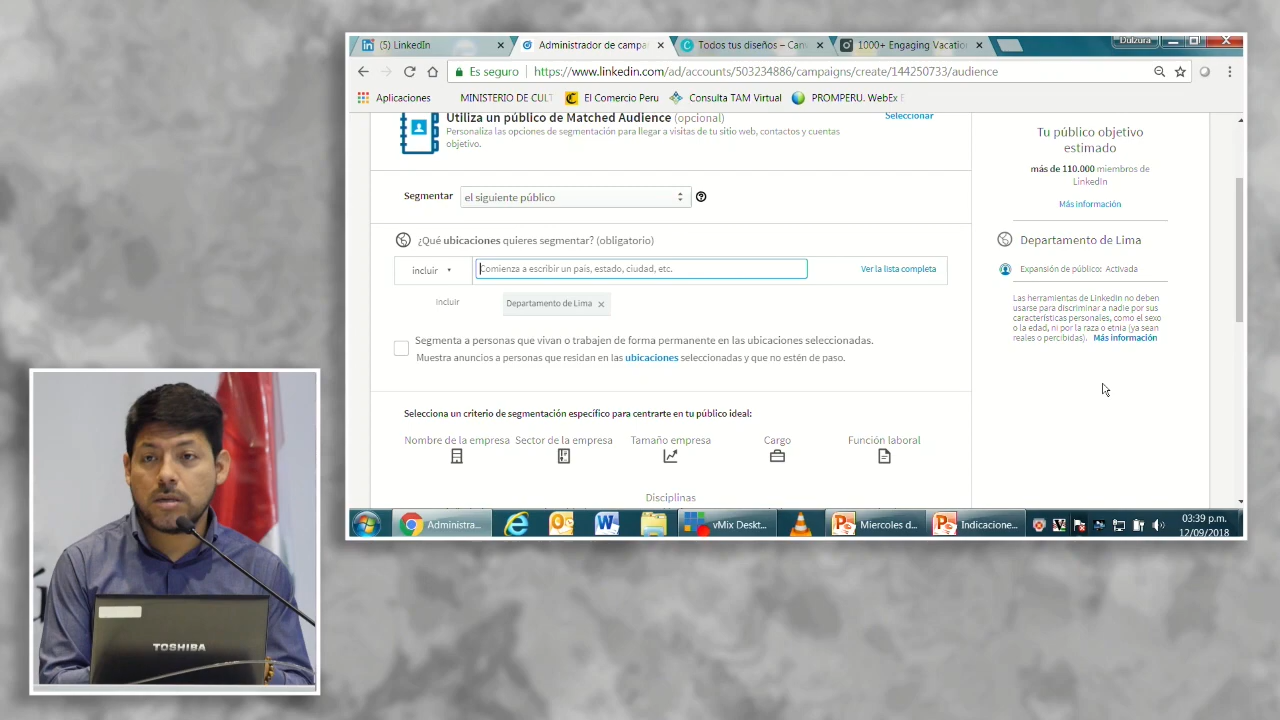 (5) LinkedIn
Administrador de campa
Todos tus diseños – Can
1000+ Engaging Vacation
Dulzura
Es seguro
https://www.linkedin.com/ad/accounts/503234886/campaigns/create/144250733/audience
Aplicaciones
MINISTERIO DE CULT
El Comercio Peru
Consulta TAM Virtual
PROMPERU. WebEx E
Utiliza un público de Matched Audience (opcional)
Seleccionar
Personaliza las opciones de segmentación para llegar a visitas de tu sitio web, contactos y cuentas
objetivo.
Segmentar
el siguiente público
¿Qué ubicaciones quieres segmentar? (obligatorio)
incluir
Comienza a escribir un país, estado, ciudad, etc.
Ver la lista completa
Incluir
Departamento de Lima
Segmenta a personas que vivan o trabajen de forma permanente en las ubicaciones seleccionadas.
Muestra anuncios a personas que residan en las ubicaciones seleccionadas y que no estén de paso.
Selecciona un criterio de segmentación específico para centrarte en tu público ideal:
Nombre de la empresa
Sector de la empresa
Tamaño empresa
Cargo
Función laboral
Disciplinas
Tu público objetivo
estimado
más de 110.000 miembros de
LinkedIn
Más información
Departamento de Lima
Expansión de público: Activada
Las herramientas de LinkedIn no deben
usarse para discriminar a nadie por sus
características personales, como el sexo
o la edad, ni por la raza o etnia (ya sean
reales o percibidas). Más información
Administra...
vMix Deskt...
Miercoles d...
Indicacione...
03:39 p.m.
12/09/2018
TOSHIBA